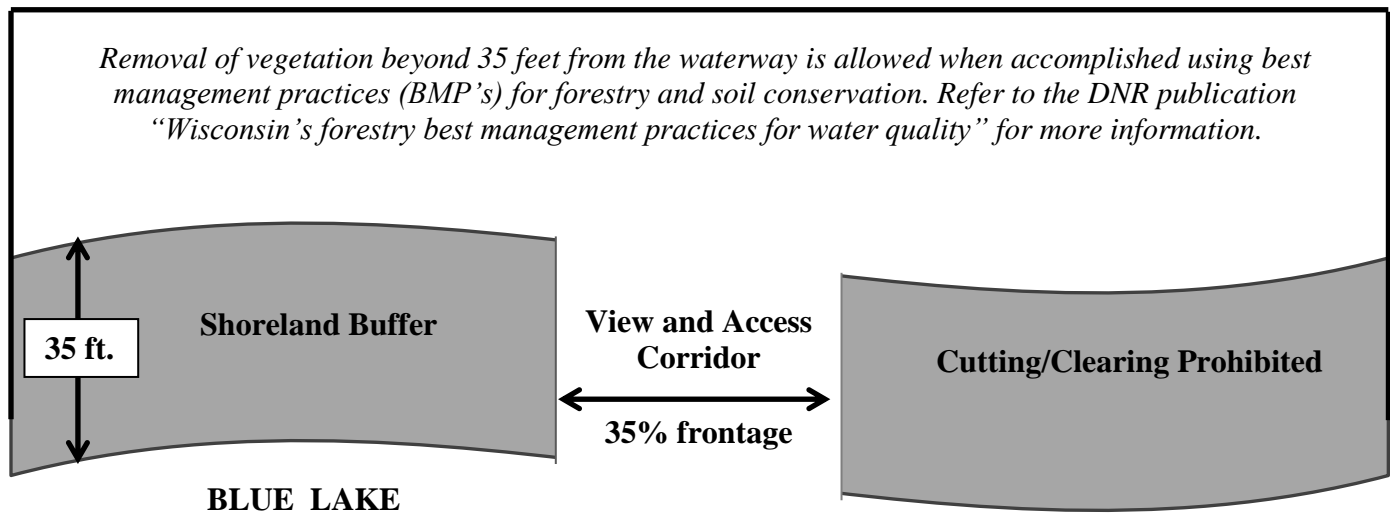 Removal of vegetation beyond 35 feet from the waterway is allowed when accomplished using best
management practices (BMP’s) for forestry and soil conservation. Refer to the DNR publication
“Wisconsin’s forestry best management practices for water quality” for more information.
Shoreland Buffer
35 ft.
View and Access
Corridor
35% frontage
Cutting/Clearing Prohibited
BLUE LAKE